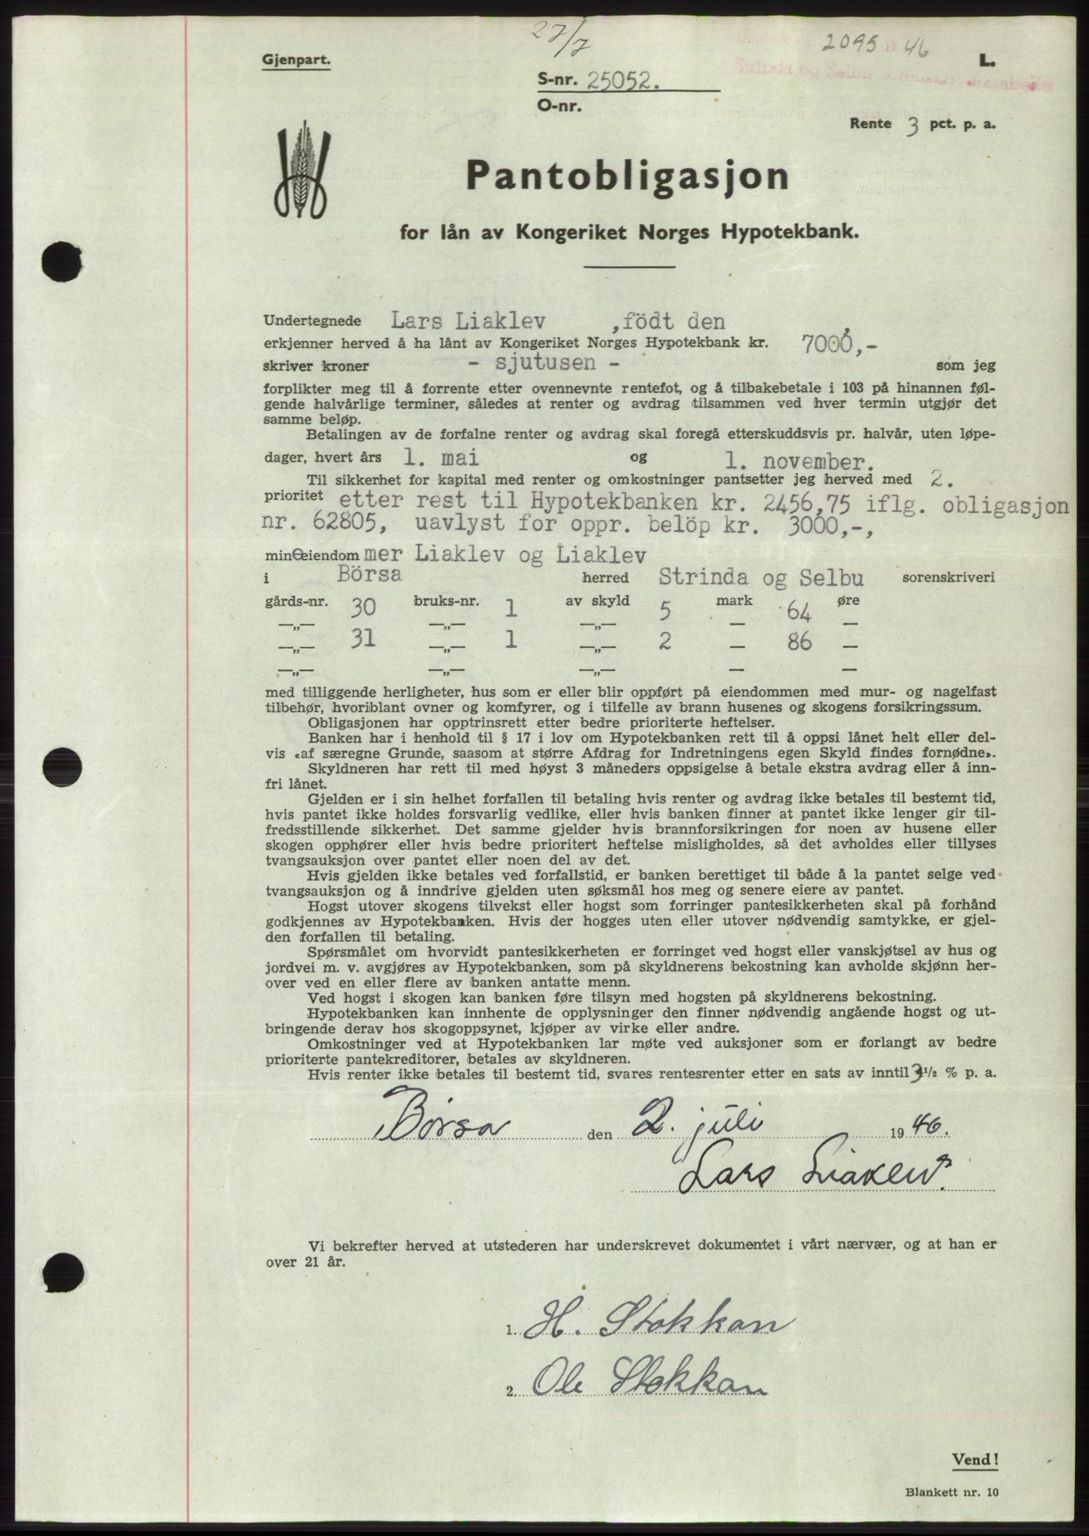 27/7
2095 46
Gjenpart.
L.
S-nr. 25052.
O-nr.
Rente 3 pct. p. a.
Pantobligasjon
for lån av Kongeriket Norges Hypotekbank.
Undertegnede Lars Liaklev , födt den ,
erkjenner herved å ha lånt av Kongeriket Norges Hypotekbank kr. 7000,-
skriver kroner - sjutusen - som jeg
forplikter meg til å forrente etter ovennevnte rentefot, og å tilbakebetale i 103 på hinannen føl-
gende halvårlige terminer, således at renter og avdrag tilsammen ved hver termin utgjør det
samme beløp.
Betalingen av de forfalne renter og avdrag skal foregå etterskuddsvis pr. halvår, uten løpe-
dager, hvert års 1. mai og 1. november.
Til sikkerhet for kapital med renter og omkostninger pantsetter jeg herved med 2.
prioritet etter rest til Hypotekbanken kr. 2456,75 iflg. obligasjon
nr. 62805, uavlyst for oppr. belöp kr. 3000,-,
mine eiendommer Liaklev og Liaklev
i Börsa herred Strinda og Selbu sorenskriveri
gårds-nr. 30 bruks-nr. 1 av skyld 5 mark 64 øre
—„— 31 —„— 1 —„— 2 — 86 —
—„— —„— —„— — —
med tilliggende herligheter, hus som er eller blir oppført på eiendommen med mur- og nagelfast
tilbehør, hvoriblant ovner og komfyrer, og i tilfelle av brann husenes og skogens forsikringssum.
Obligasjonen har opptrinsrett etter bedre prioriterte heftelser.
Banken har i henhold til § 17 i lov om Hypotekbanken rett til å oppsi lånet helt eller del-
vis «af særegne Grunde, saasom at større Afdrag for Indretningens egen Skyld findes fornødne».
Skyldneren har rett til med høyst 3 måneders oppsigelse å betale ekstra avdrag eller å inn-
fri lånet.
Gjelden er i sin helhet forfallen til betaling hvis renter og avdrag ikke betales til bestemt tid,
hvis pantet ikke holdes forsvarlig vedlike, eller hvis banken finner at pantet ikke lenger gir til-
fredsstillende sikkerhet. Det samme gjelder hvis brannforsikringen for noen av husene eller
skogen opphører eller hvis bedre prioritert heftelse misligholdes, så det avholdes eller tillyses
tvangsauksjon over pantet eller noen del av det.
Hvis gjelden ikke betales ved forfallstid, er banken berettiget til både å la pantet selge ved
tvangsauksjon og å inndrive gjelden uten søksmål hos meg og senere eiere av pantet.
Hogst utover skogens tilvekst eller hogst som forringer pantesikkerheten skal på forhånd
godkjennes av Hypotekbanken. Hvis der hogges uten eller utover nødvendig samtykke, er gjel-
den forfallen til betaling.
Spørsmålet om hvorvidt pantesikkerheten er forringet ved hogst eller vanskjøtsel av hus og
jordvei m. v. avgjøres av Hypotekbanken, som på skyldnerens bekostning kan avholde skjønn her-
over ved en eller flere av banken antatte menn.
Ved hogst i skogen kan banken føre tilsyn med hogsten på skyldnerens bekostning.
Hypotekbanken kan innhente de opplysninger den finner nødvendig angående hogst og ut-
bringende derav hos skogoppsynet, kjøper av virke eller andre.
Omkostninger ved at Hypotekbanken lar møte ved auksjoner som er forlangt av bedre
prioriterte pantekreditorer, betales av skyldneren.
Hvis renter ikke betales til bestemt tid, svares rentesrenter etter en sats av inntil 3 ½ % p. a.
Börsa den 2. juli 1946.
Lars Liaklev.
Vi bekrefter herved at utstederen har underskrevet dokumentet i vårt nærvær, og at han er
over 21 år.
1. H. Stokkan
2. Ole Stokkan
Vend!
Blankett nr. 10